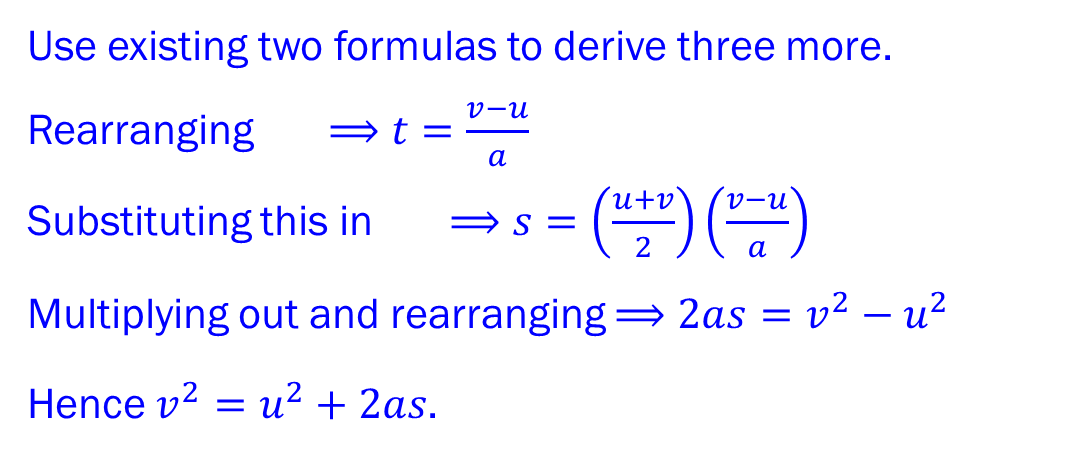 Use existing two formulas to derive three more.
Rearranging ⟹ t = (v−u)/a
Substituting this in ⟹ s = ((u+v)/2)((v−u)/a)
Multiplying out and rearranging ⟹ 2as = v² − u²
Hence v² = u² + 2as.